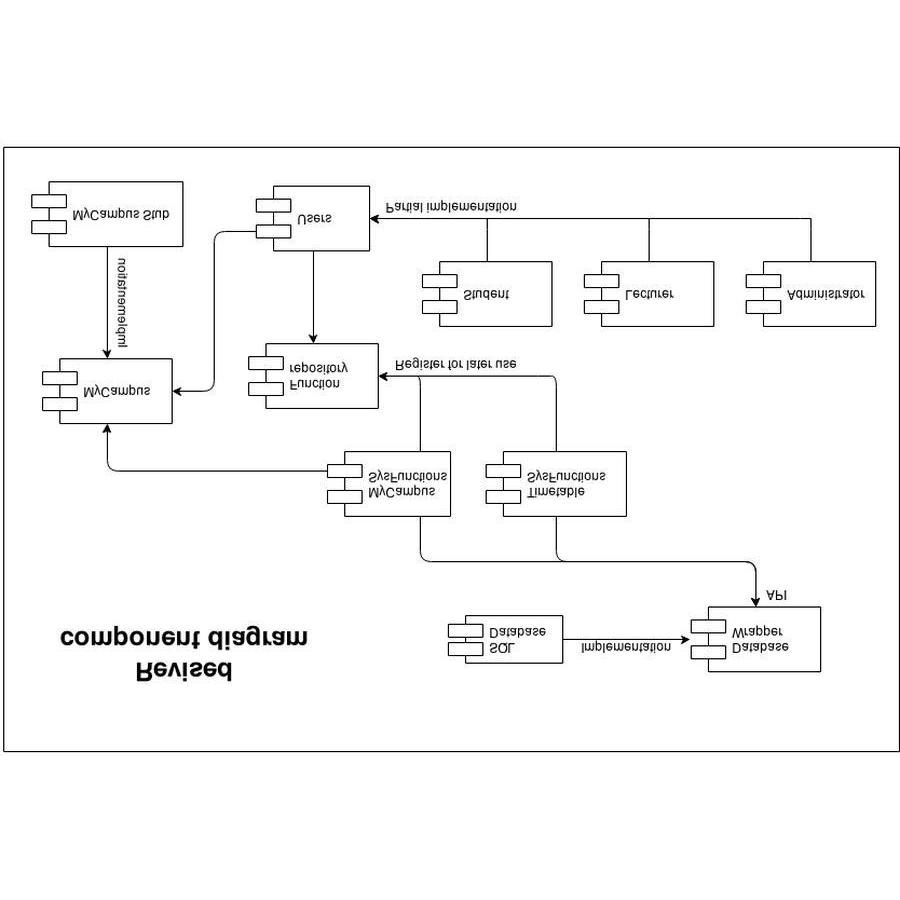 Revised
component diagram
SQL
Database
Implementation
Database
Wrapper
API
MyCampus
SysFunctions
Timetable
SysFunctions
MyCampus
Function
repository
Register for later use
Implementation
Student
Lecturer
Administrator
MyCampus Stub
Users
Partial implementation